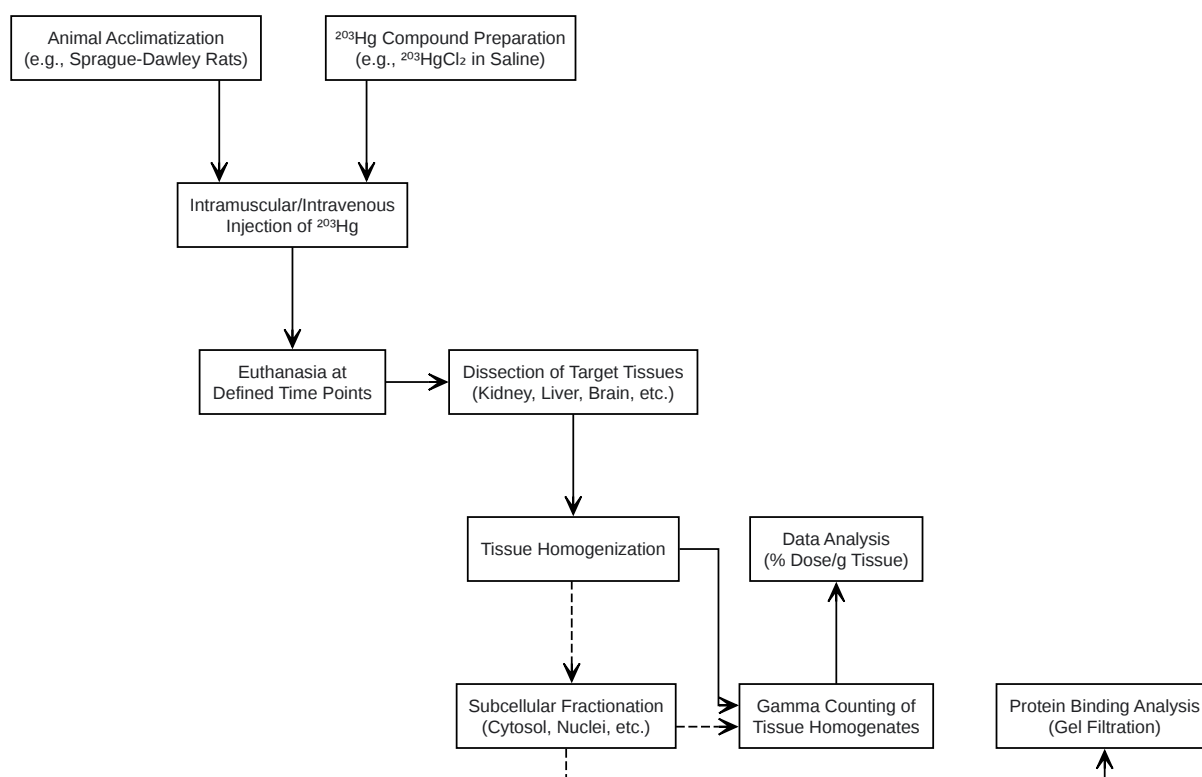 Animal Acclimatization
(e.g., Sprague-Dawley Rats)
²⁰³Hg Compound Preparation
(e.g., ²⁰³HgCl₂ in Saline)
Intramuscular/Intravenous
Injection of ²⁰³Hg
Euthanasia at
Defined Time Points
Dissection of Target Tissues
(Kidney, Liver, Brain, etc.)
Tissue Homogenization
Data Analysis
(% Dose/g Tissue)
Subcellular Fractionation
(Cytosol, Nuclei, etc.)
Gamma Counting of
Tissue Homogenates
Protein Binding Analysis
(Gel Filtration)